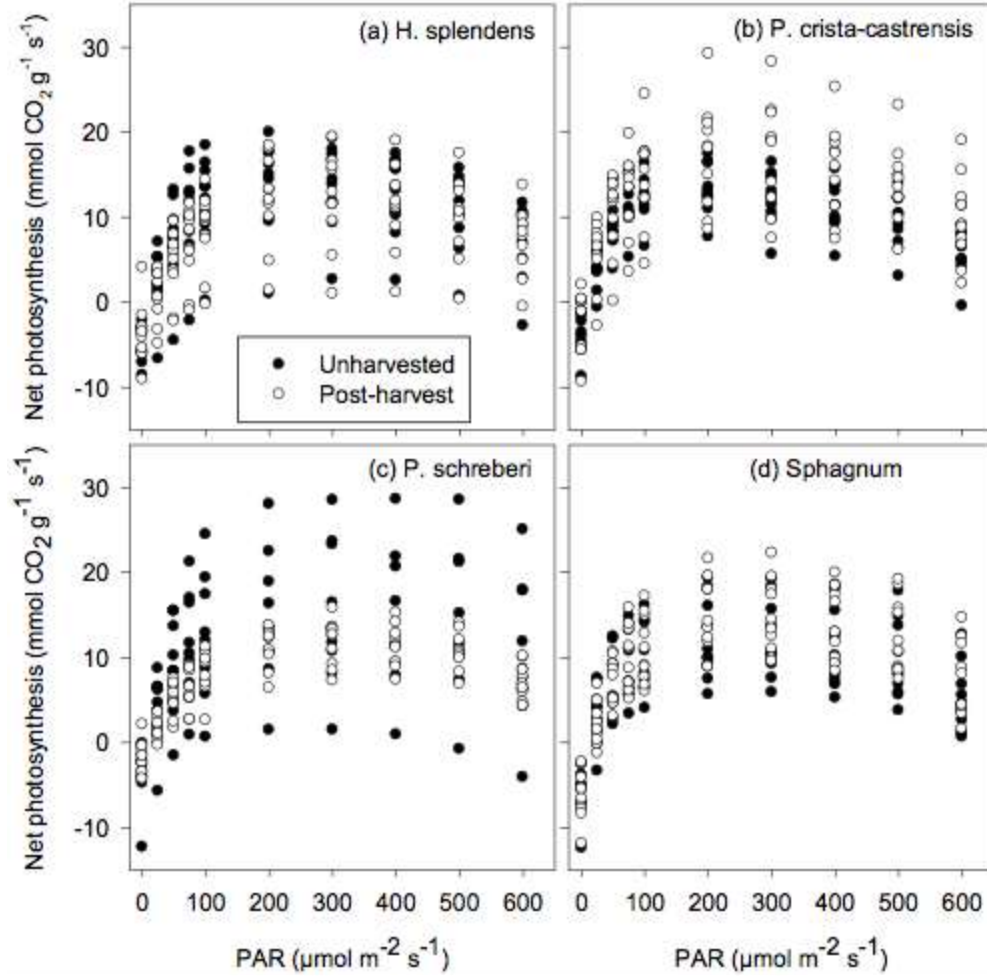 (a) H. splendens
(b) P. crista-castrensis
Net photosynthesis (mmol CO2 g-1 s-1)
30
20
10
0
-10
Unharvested
Post-harvest
(c) P. schreberi
(d) Sphagnum
Net photosynthesis (mmol CO2 g-1 s-1)
30
20
10
0
-10
0 100 200 300 400 500 600
0 100 200 300 400 500 600
PAR (µmol m-2 s-1)
PAR (µmol m-2 s-1)